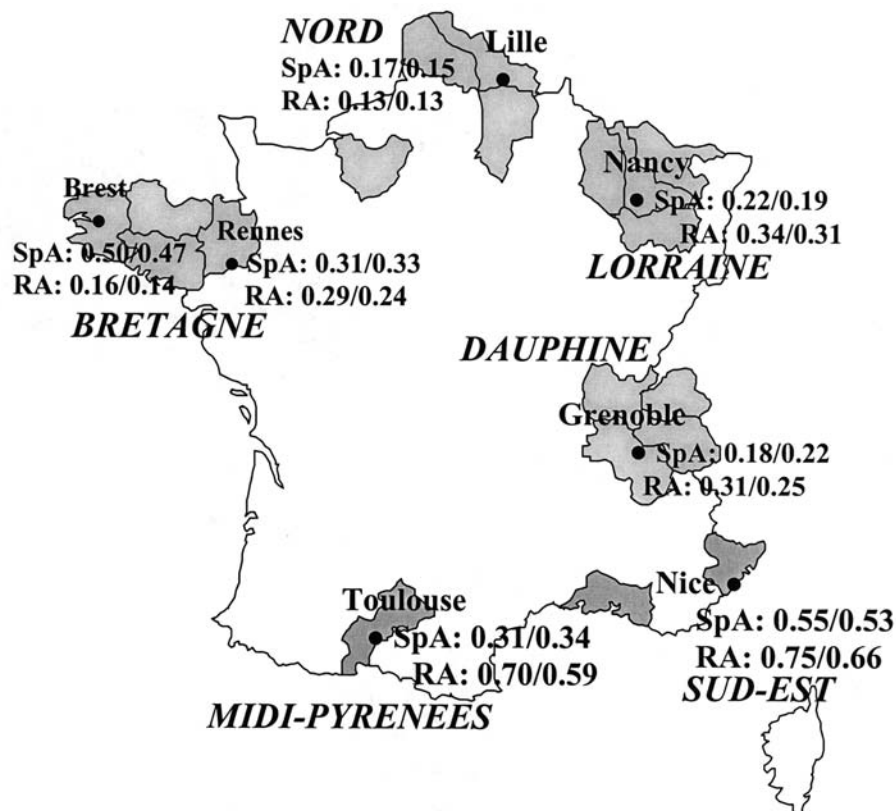 NORD
Lille
SpA: 0.17/0.15
RA: 0.13/0.13
Nancy
SpA: 0.22/0.19
RA: 0.34/0.31
LORRAINE
Brest
Rennes
SpA: 0.50/0.47
RA: 0.16/0.14
SpA: 0.31/0.33
RA: 0.29/0.24
BRETAGNE
DAUPHINE
Grenoble
SpA: 0.18/0.22
RA: 0.31/0.25
Toulouse
SpA: 0.31/0.34
RA: 0.70/0.59
MIDI-PYRENEES
Nice
SpA: 0.55/0.53
RA: 0.75/0.66
SUD-EST